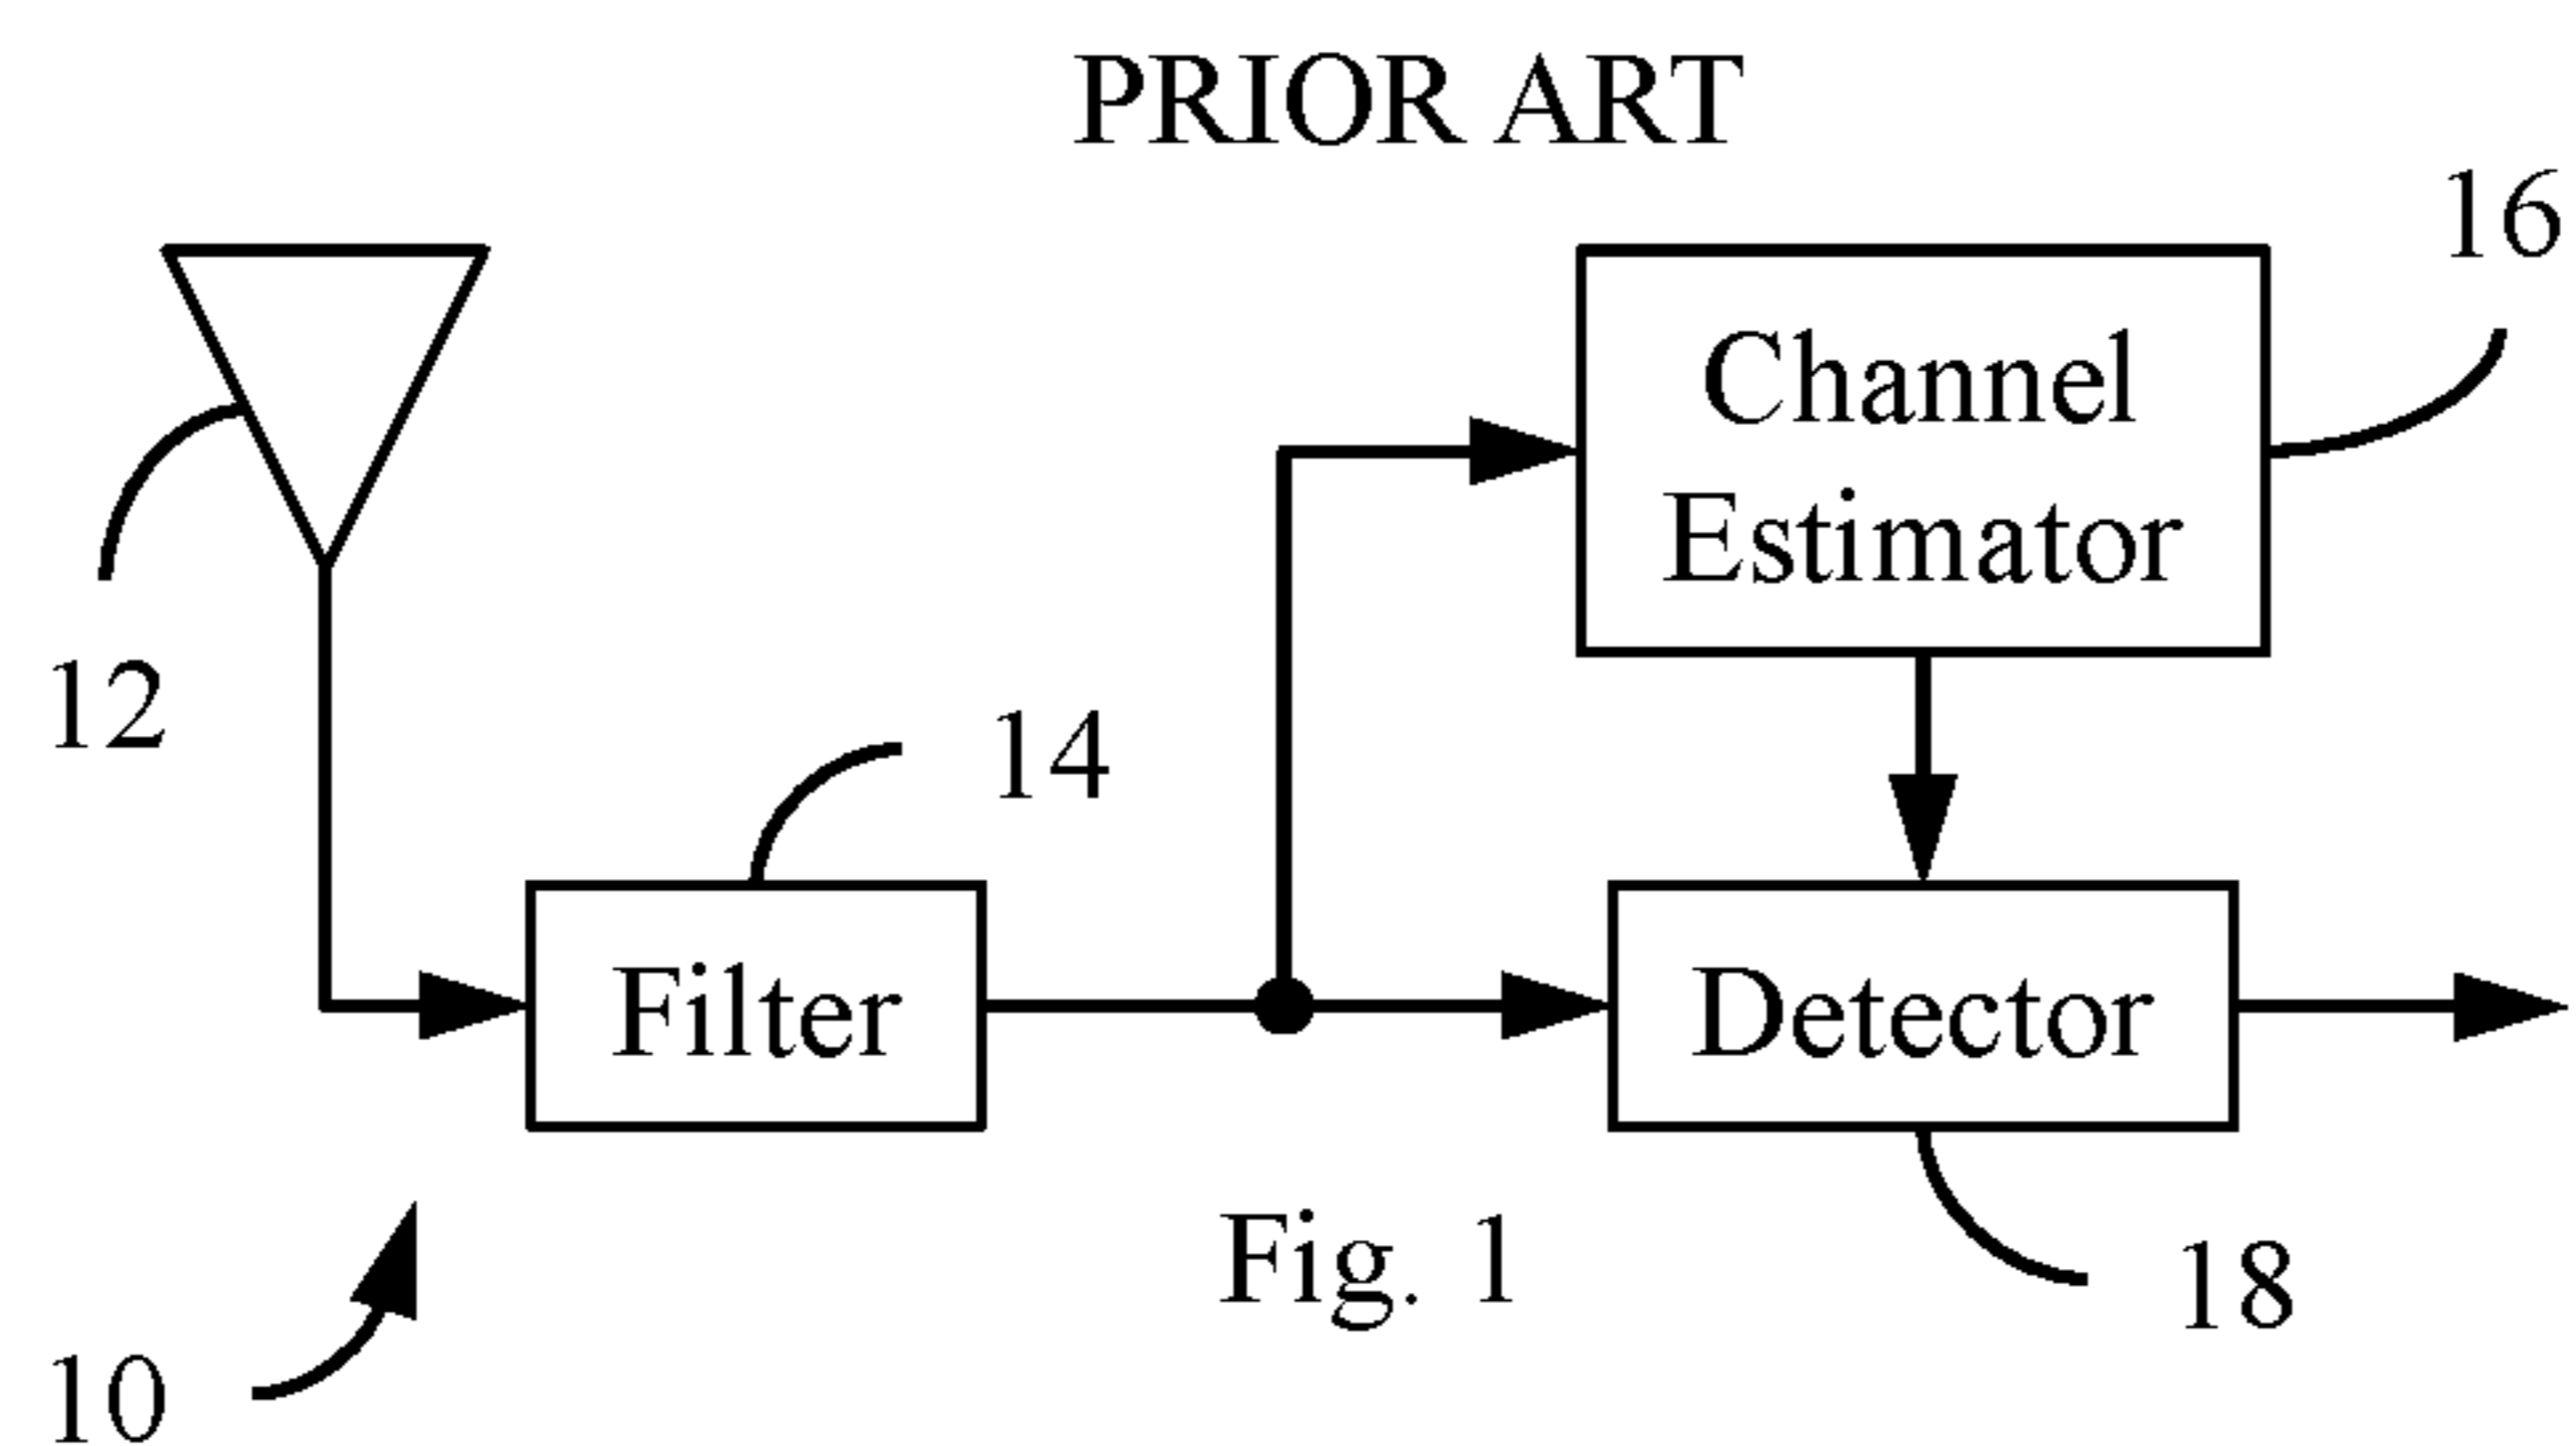 PRIOR ART
16
Channel
Estimator
12
14
Filter
Detector
Fig. 1
18
10